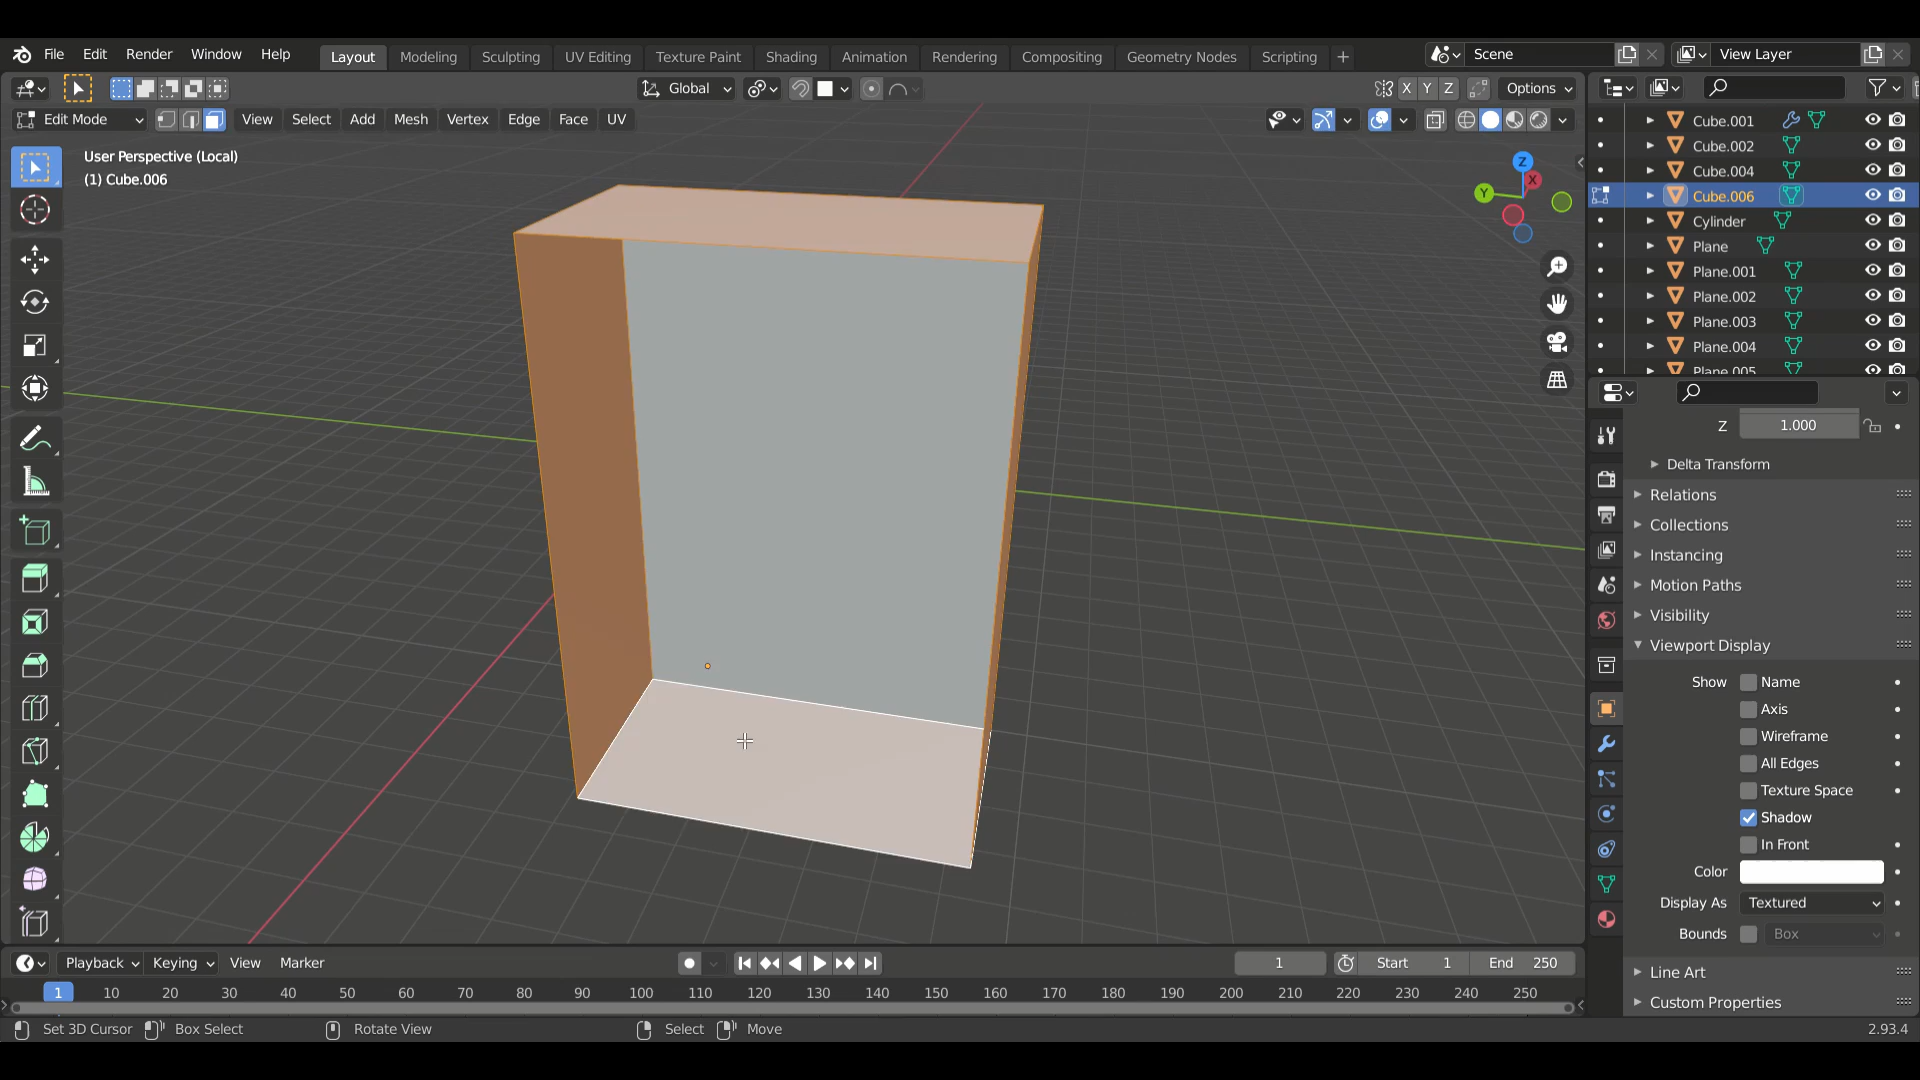 File Edit Render Window Help Layout Modeling Sculpting UV Editing Texture Paint Shading Animation Rendering Compositing Geometry Nodes Scripting + Scene View Layer
Global X Y Z Options
Edit Mode View Select Add Mesh Vertex Edge Face UV
User Perspective (Local)
(1) Cube.006
Z
X
Y
Cube.001
Cube.002
Cube.004
Cube.006
Cylinder
Plane
Plane.001
Plane.002
Plane.003
Plane.004
Plane.005
Z 1.000
Delta Transform
Relations
Collections
Instancing
Motion Paths
Visibility
Viewport Display
Show Name
Axis
Wireframe
All Edges
Texture Space
Shadow
In Front
Color
Display As Textured
Bounds Box
Line Art
Custom Properties
Playback Keying View Marker 1 Start 1 End 250
1 10 20 30 40 50 60 70 80 90 100 110 120 130 140 150 160 170 180 190 200 210 220 230 240 250
Set 3D Cursor Box Select Rotate View Select Move 2.93.4